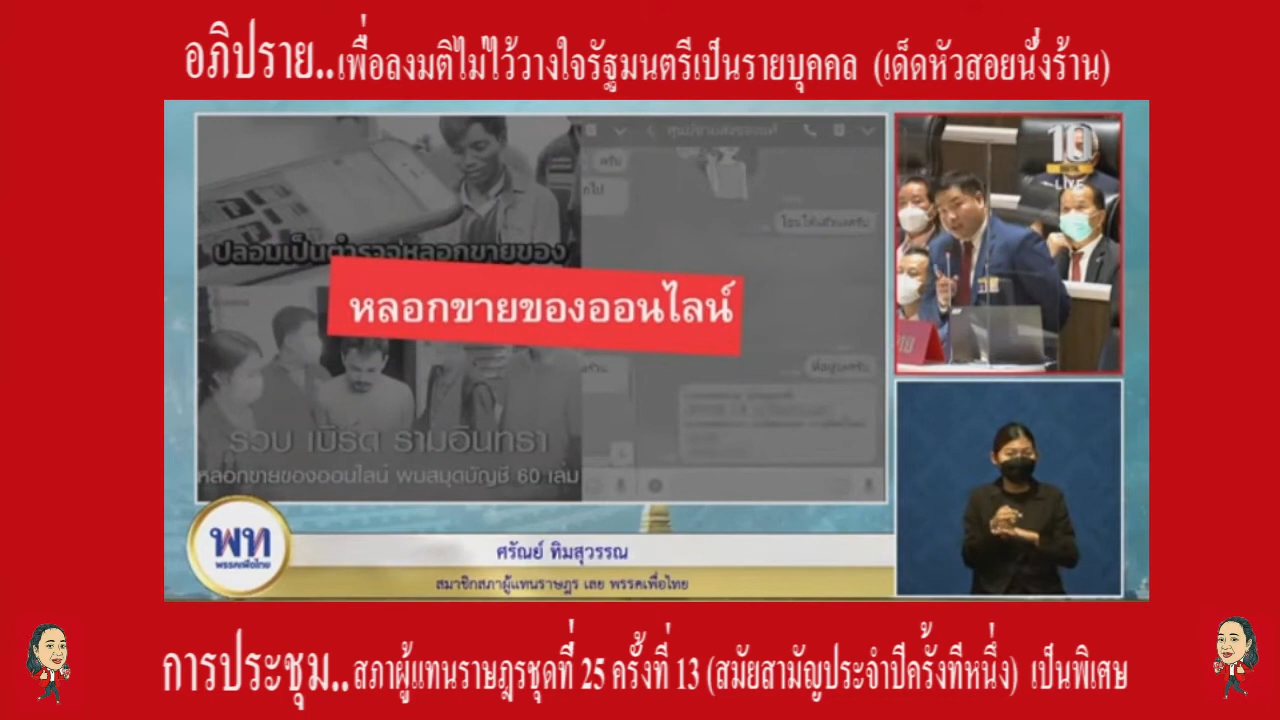 อภิปราย..เพื่อลงมติไม่ไว้วางใจรัฐมนตรีเป็นรายบุคคล (เด็ดหัวสอยนั่งร้าน)
10
LIVE
ปลอมเป็นตำรวจหลอกขายของ
หลอกขายของออนไลน์
รวบ เบิร์ด รามอินทรา
หลอกขายของออนไลน์ พบสมุดบัญชี 60 เล่ม
พท
พรรคเพื่อไทย
ศรัณย์ ทิมสุวรรณ
สมาชิกสภาผู้แทนราษฎร เลย พรรคเพื่อไทย
การประชุม..สภาผู้แทนราษฎรชุดที่ 25 ครั้งที่ 13 (สมัยสามัญประจำปีครั้งที่หนึ่ง) เป็นพิเศษ